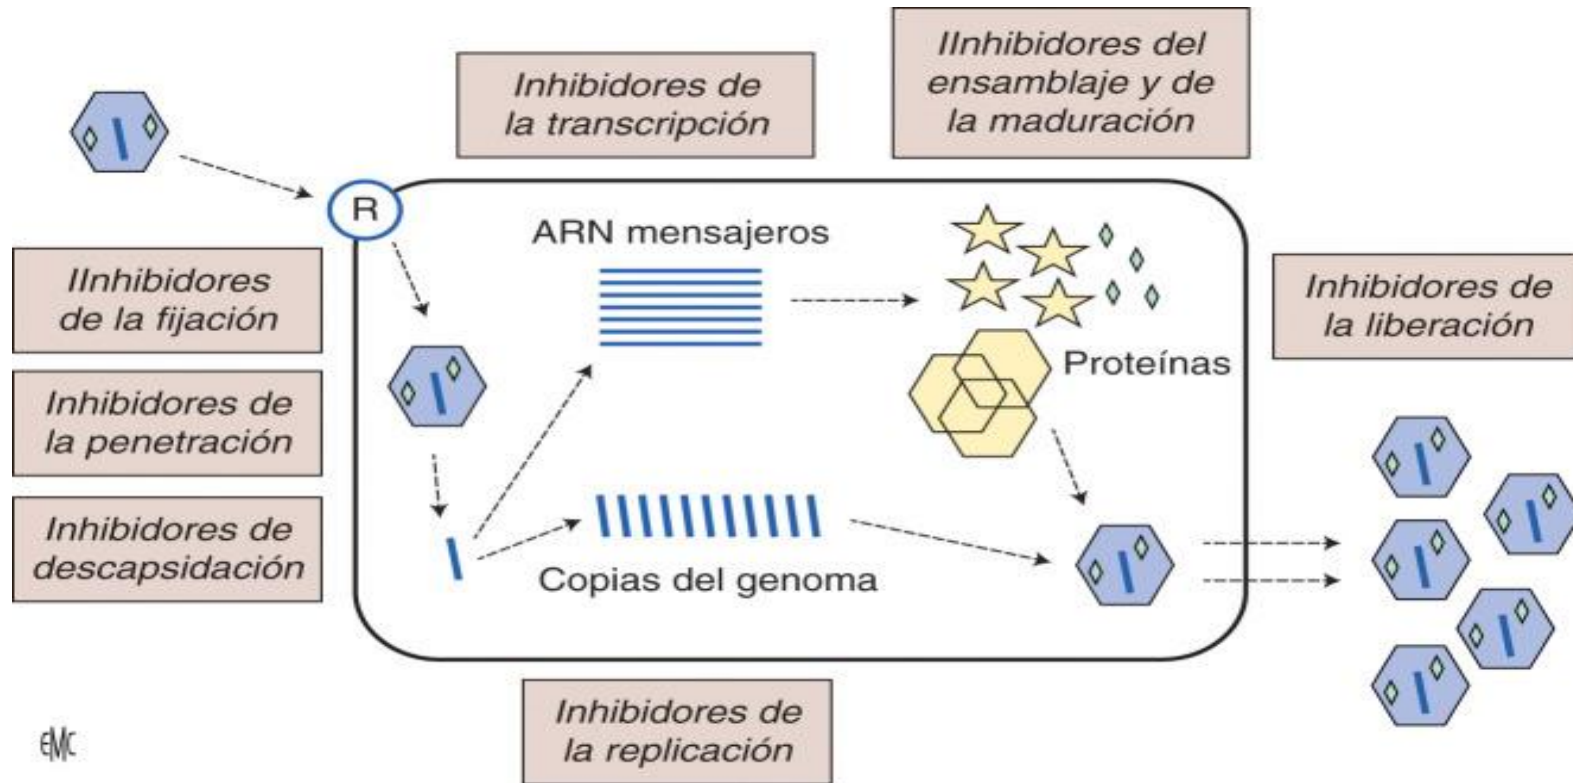 Inhibidores de
la transcripción
IInhibidores del
ensamblaje y de
la maduración
R
ARN mensajeros
IInhibidores
de la fijación
Inhibidores de
la liberación
Proteínas
Inhibidores de
la penetración
Inhibidores de
descapsidación
Copias del genoma
Inhibidores de
la replicación
EMC